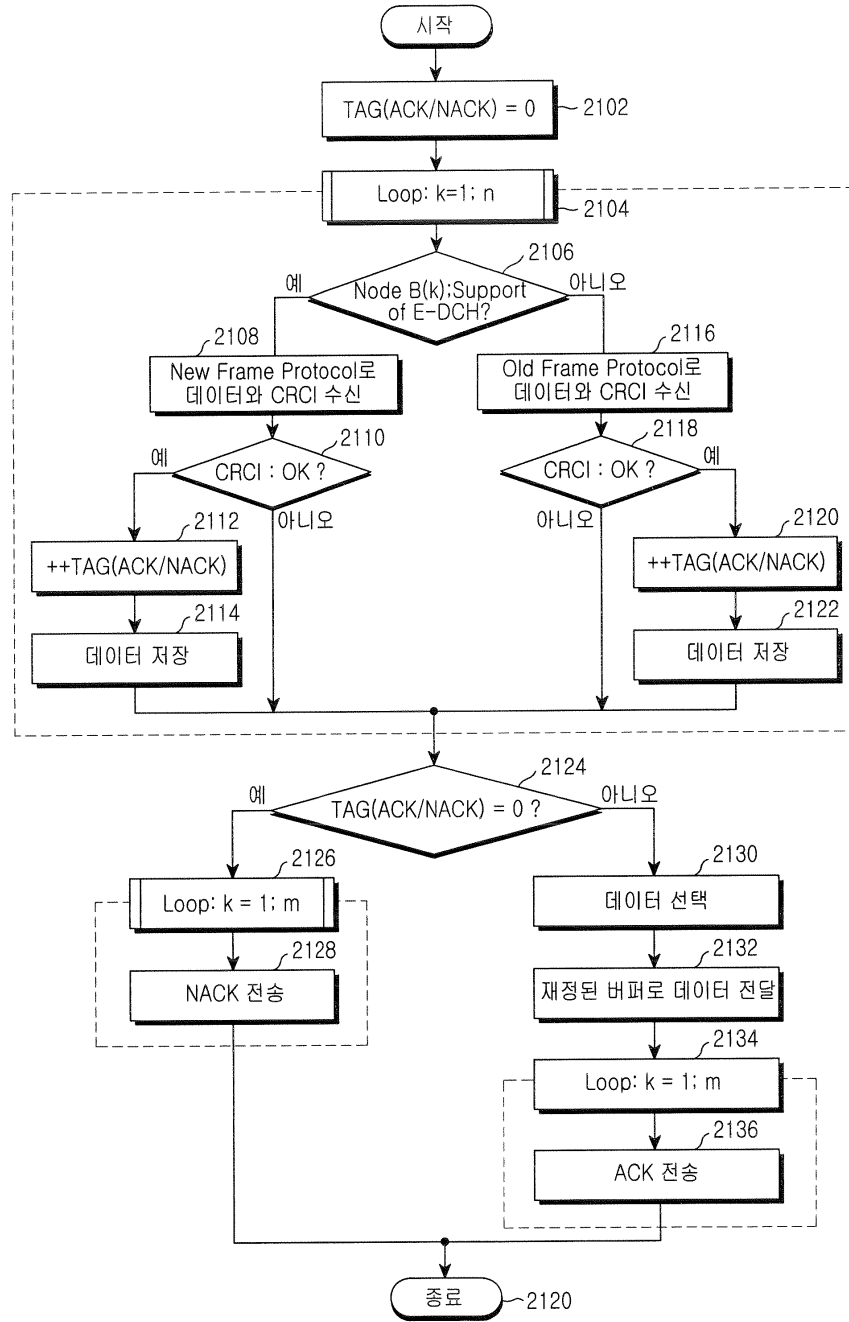 시작
TAG(ACK/NACK) = 0
2102
Loop: k=1; n
2104
2106
예
Node B(k);Support
of E-DCH?
아니오
2108
New Frame Protocol로
데이터와 CRCI 수신
2116
Old Frame Protocol로
데이터와 CRCI 수신
2110
예
CRCI : OK ?
아니오
2118
CRCI : OK ?
예
아니오
2112
++TAG(ACK/NACK)
2120
++TAG(ACK/NACK)
2114
데이터 저장
2122
데이터 저장
2124
예
TAG(ACK/NACK) = 0 ?
아니오
2126
Loop: k = 1; m
2130
데이터 선택
2128
NACK 전송
2132
재정된 버퍼로 데이터 전달
2134
Loop: k = 1; m
2136
ACK 전송
종료
2120